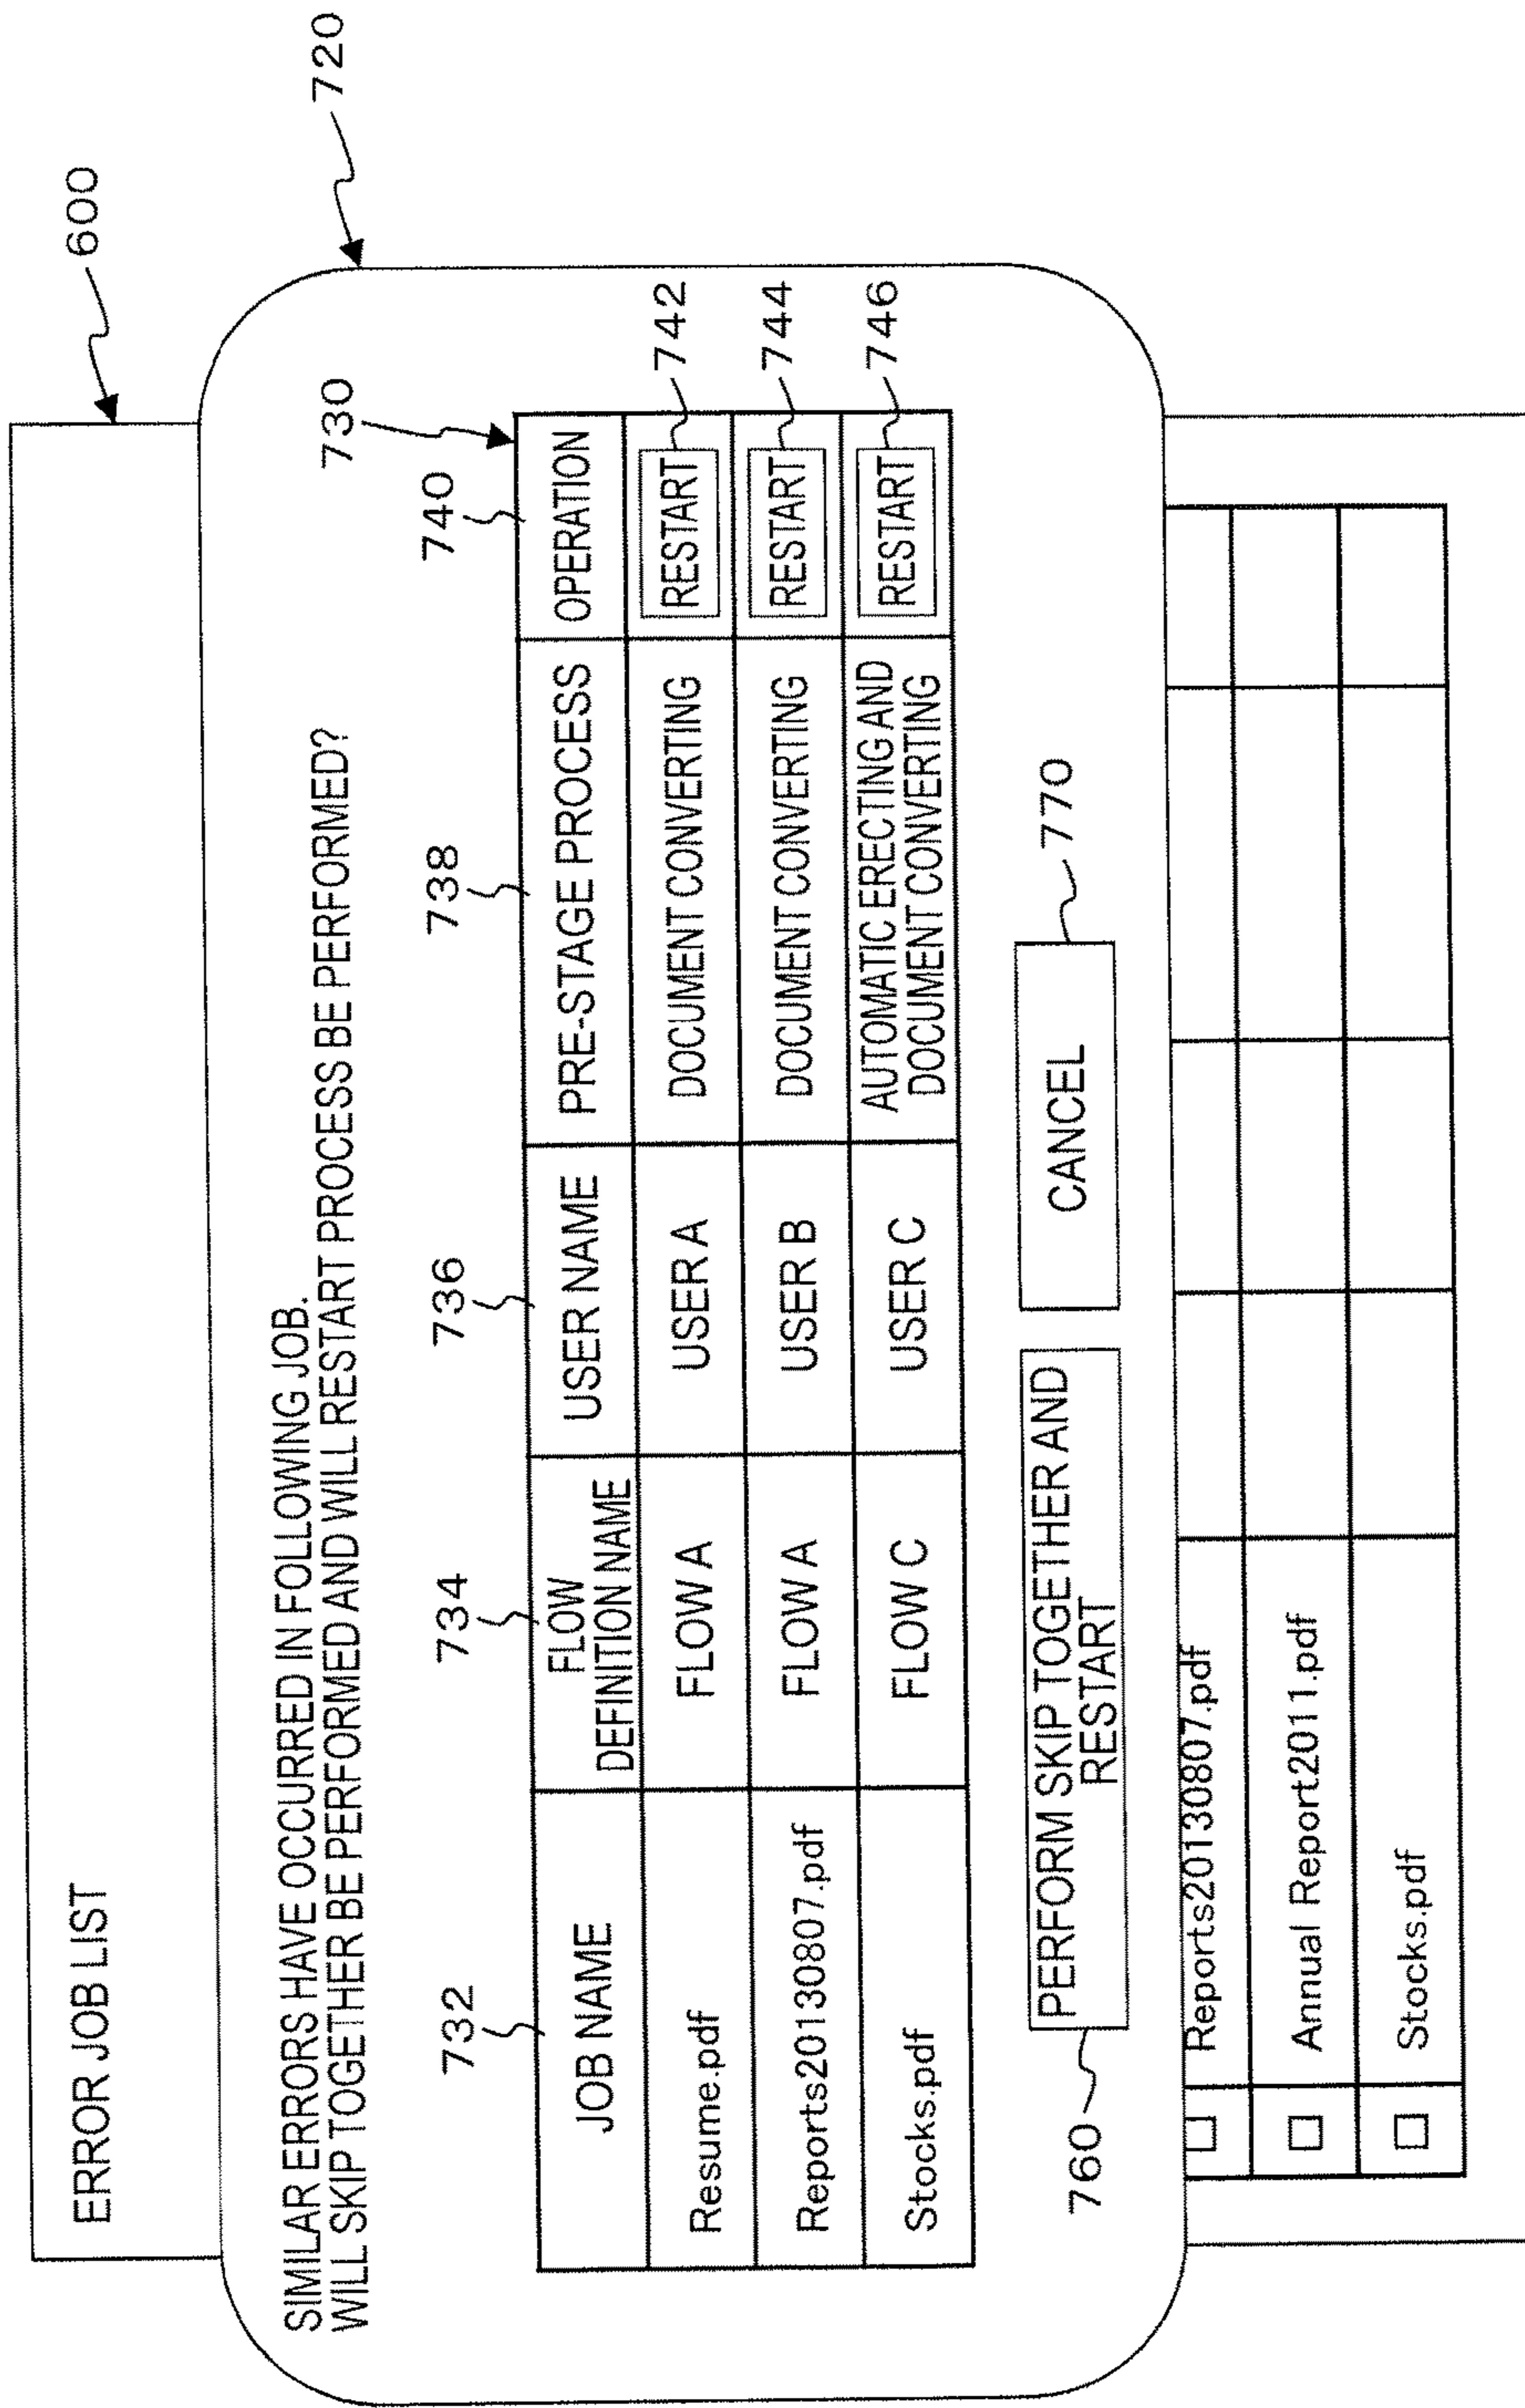 600
ERROR JOB LIST
720
SIMILAR ERRORS HAVE OCCURRED IN FOLLOWING JOB.
WILL SKIP TOGETHER BE PERFORMED AND WILL RESTART PROCESS BE PERFORMED?
730
732
734
736
738
740
JOB NAME
FLOW
DEFINITION NAME
USER NAME
PRE-STAGE PROCESS
OPERATION
Resume.pdf
FLOW A
USER A
DOCUMENT CONVERTING
RESTART
742
Reports20130807.pdf
FLOW A
USER B
DOCUMENT CONVERTING
RESTART
744
Stocks.pdf
FLOW C
USER C
AUTOMATIC ERECTING AND
DOCUMENT CONVERTING
RESTART
746
760
PERFORM SKIP TOGETHER AND
RESTART
CANCEL
770
Reports20130807.pdf
Annual Report2011.pdf
Stocks.pdf